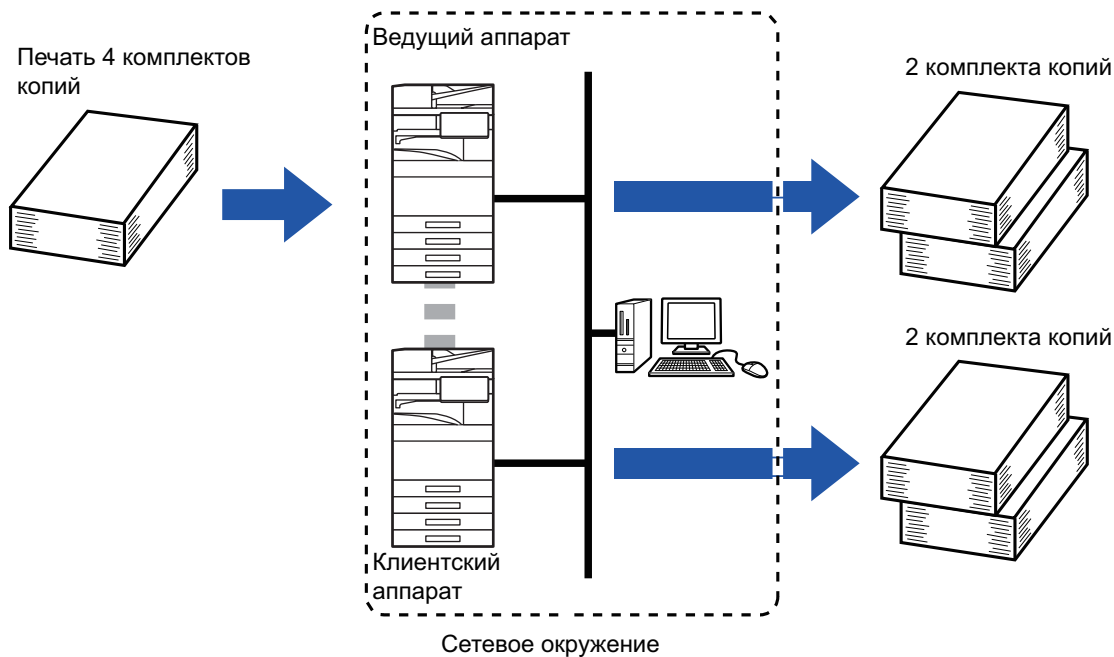 Печать 4 комплектов
копий
Ведущий аппарат
2 комплекта копий
2 комплекта копий
Клиентский
аппарат
Сетевое окружение